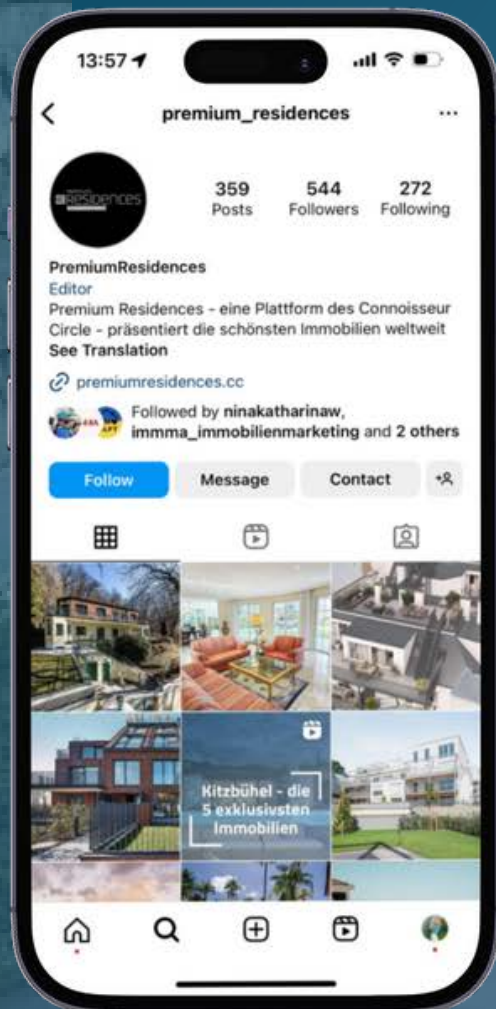 13:57
premium_residences
...
RESIDENCES
359 544 272
Posts Followers Following
PremiumResidences
Editor
Premium Residences - eine Plattform des Connoisseur
Circle - präsentiert die schönsten Immobilien weltweit
See Translation
premiumresidences.cc
Followed by ninakatharinaw,
immma_immobilienmarketing and 2 others
Follow Message Contact
Kitzbühel - die
5 exklusivsten
Immobilien